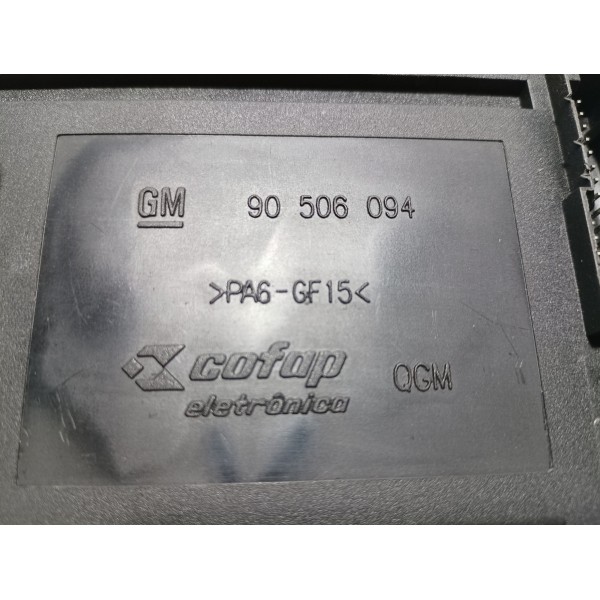 GM 90 506 094
>PA6-GF15<
cofap QGM
eletrônica